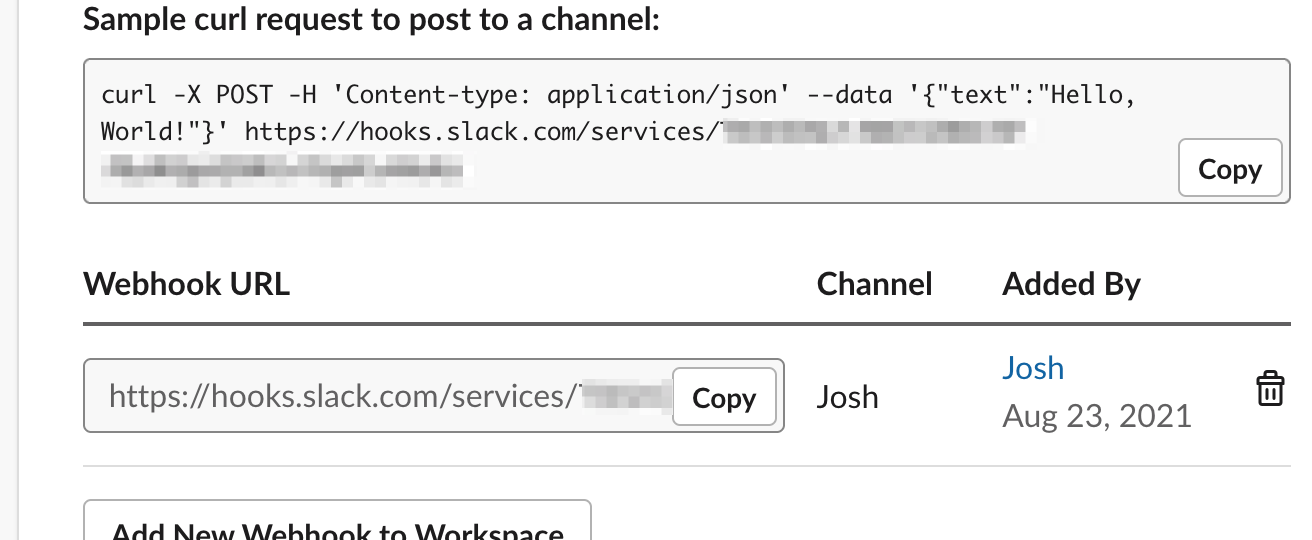 Sample curl request to post to a channel:
curl -X POST -H 'Content-type: application/json' --data '{"text":"Hello,
World!"}' https://hooks.slack.com/services/
Copy
Webhook URL Channel Added By
https://hooks.slack.com/services/ Copy Josh Josh
Aug 23, 2021
Add New Webhook to Workspace